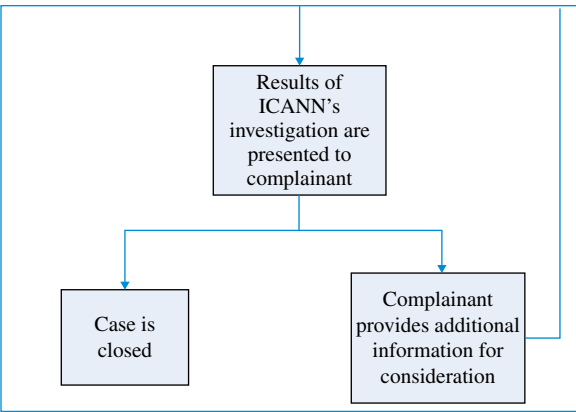 Results of
ICANN's
investigation are
presented to
complainant
Case is
closed
Complainant
provides additional
information for
consideration